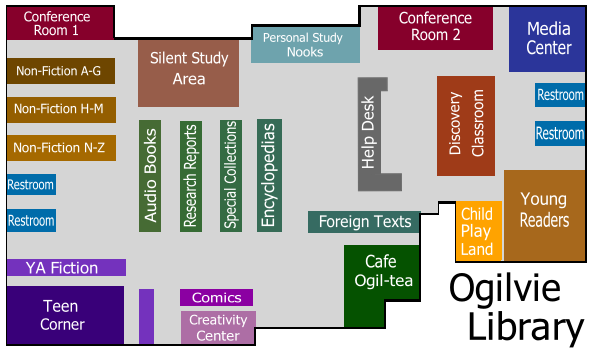 Conference
Room 1
Silent Study
Area
Personal Study
Nooks
Conference
Room 2
Media
Center
Non-Fiction A-G
Non-Fiction H-M
Non-Fiction N-Z
Restroom
Restroom
Audio Books
Research Reports
Special Collections
Encyclopedias
Help Desk
Discovery
Classroom
Restroom
Restroom
Foreign Texts
Child
Play
Land
Young
Readers
YA Fiction
Teen
Corner
Comics
Creativity
Center
Cafe
Ogil-tea
Ogilvie
Library